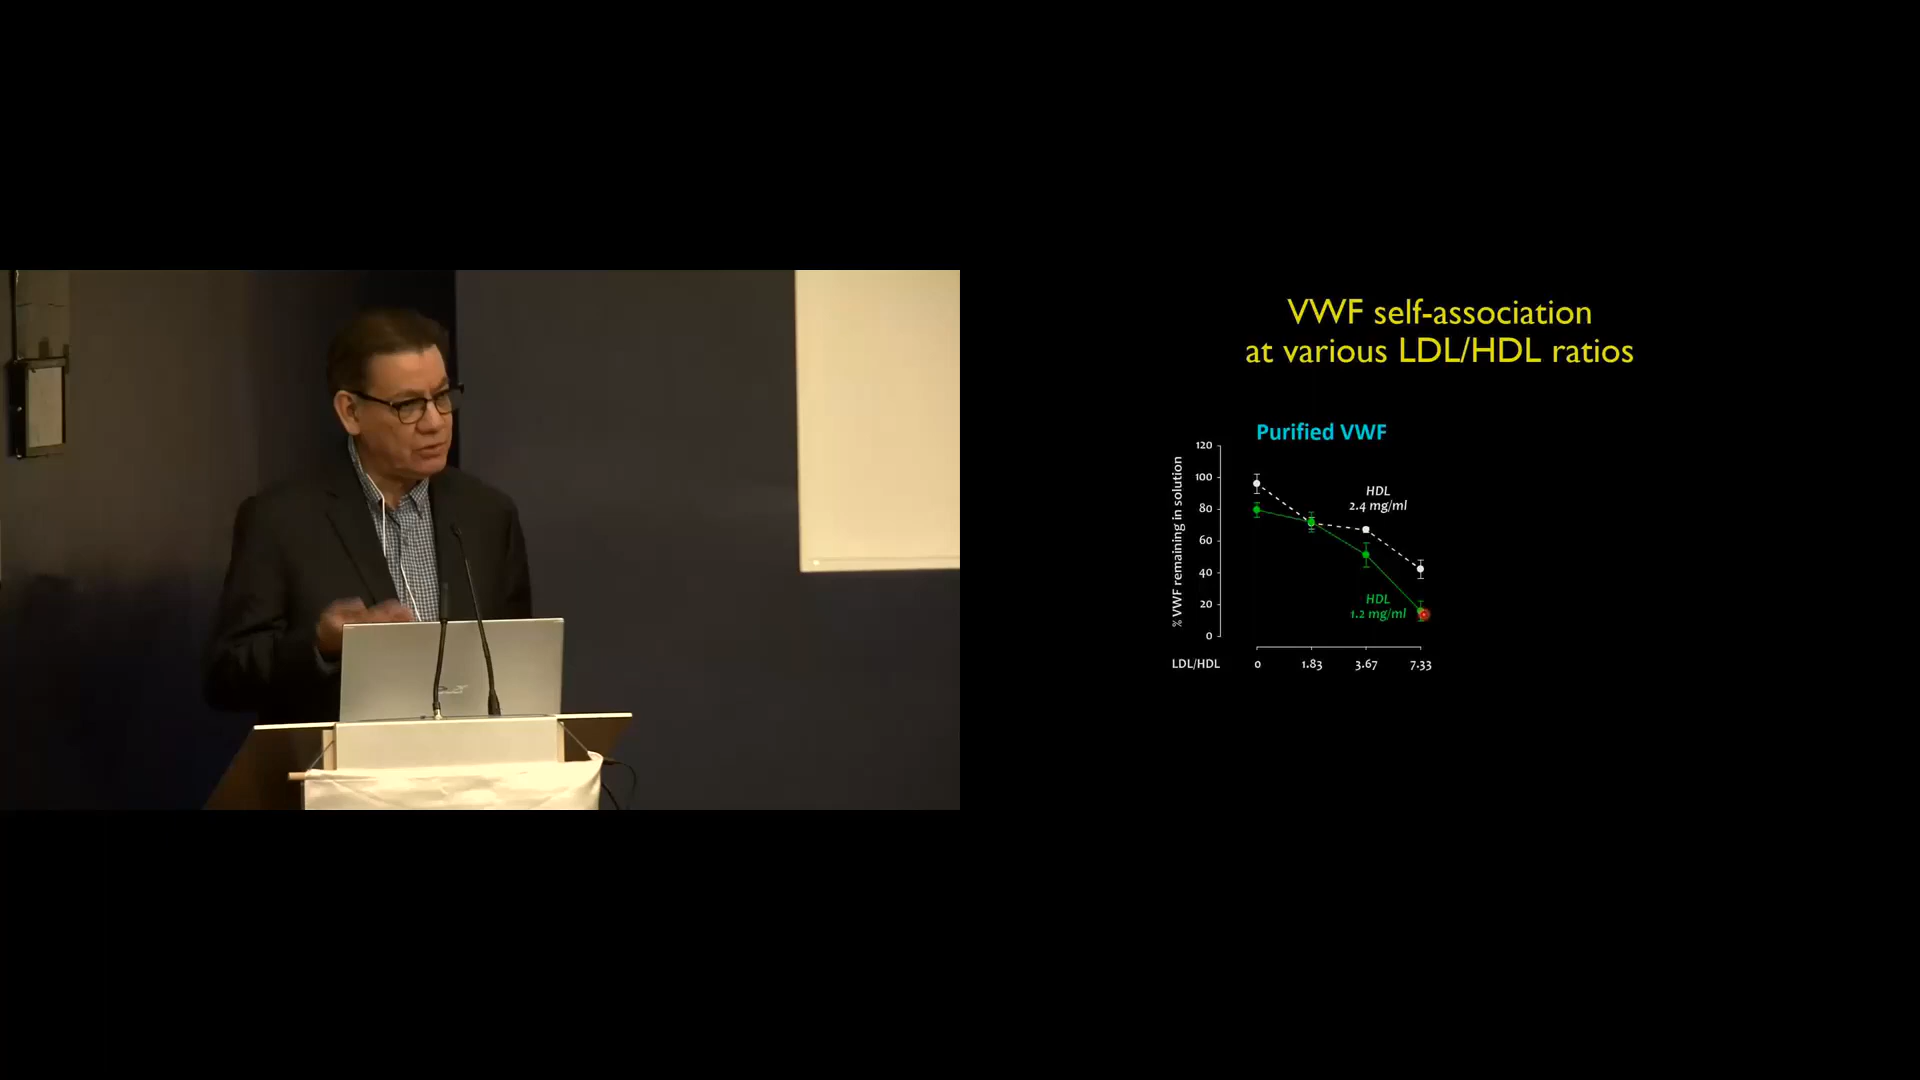 VWF self-association
at various LDL/HDL ratios
Purified VWF
% VWF remaining in solution
120
100
80
60
40
20
0
HDL
2.4 mg/ml
HDL
1.2 mg/ml
LDL/HDL 0 1.83 3.67 7.33
acer